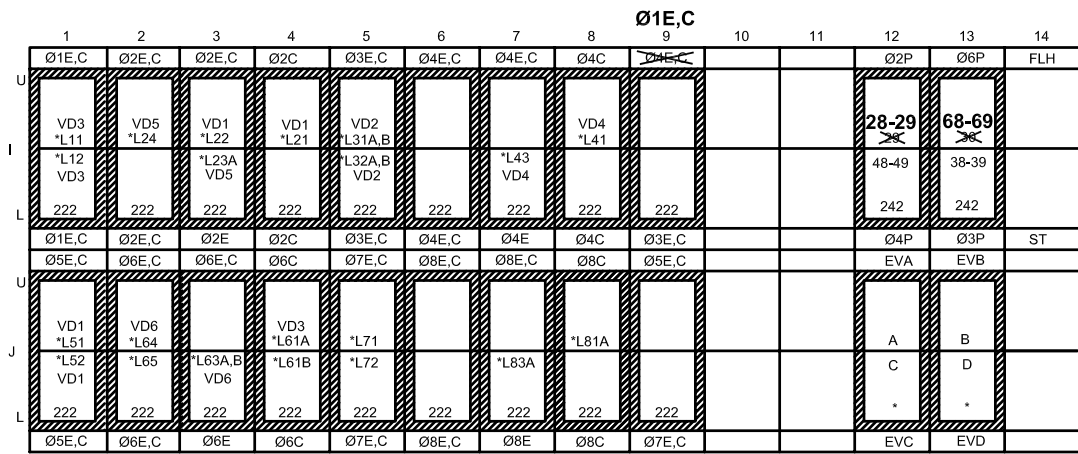 Ø1E,C
1 2 3 4 5 6 7 8 9 10 11 12 13 14
Ø1E,C Ø2E,C Ø2E,C Ø2C Ø3E,C Ø4E,C Ø4E,C Ø4C Ø4E,C Ø2P Ø6P FLH
U
VD3 VD5 VD1 VD1 VD2 VD4 28-29 68-69
*L11 *L24 *L22 *L21 *L31A,B *L41 29
I
*L12 *L23A *L32A,B *L43 48-49 38-39
VD3 VD5 VD2 VD4
L 222 222 222 222 222 222 222 222 222 242 242
Ø1E,C Ø2E,C Ø2E Ø2C Ø3E,C Ø4E,C Ø4E Ø4C Ø3E,C Ø4P Ø3P ST
Ø5E,C Ø6E,C Ø6E,C Ø6C Ø7E,C Ø8E,C Ø8E,C Ø8C Ø5E,C EVA EVB
U
VD1 VD6 VD3
*L51 *L64 *L61A *L71 *L81A A B
J
*L52 *L65 *L63A,B *L61B *L72 *L83A C D
VD1 VD6
L 222 222 222 222 222 222 222 222 222 * *
Ø5E,C Ø6E,C Ø6E Ø6C Ø7E,C Ø8E,C Ø8E Ø8C Ø7E,C EVC EVD